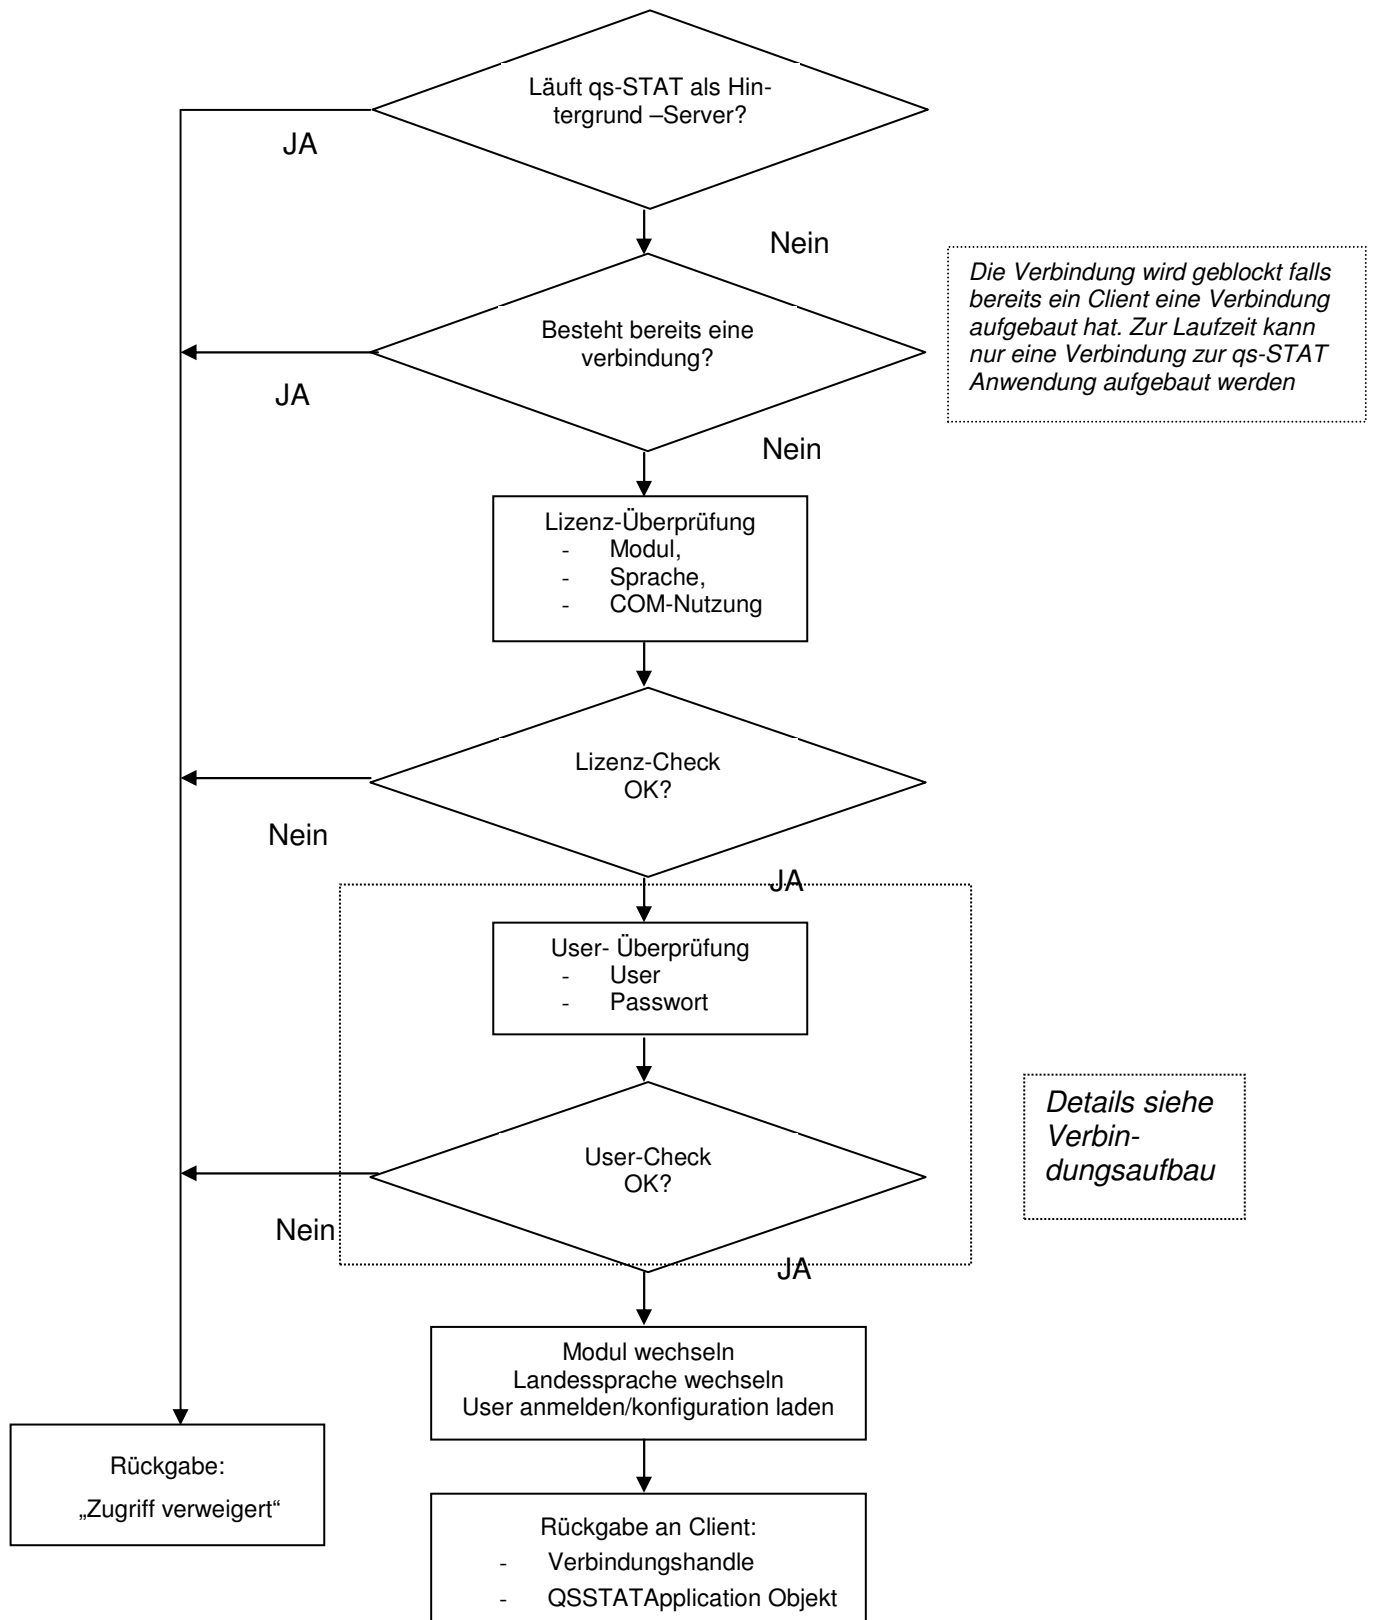 Läuft qs-STAT als Hin-
tergrund –Server?
JA
Nein
Die Verbindung wird geblockt falls
bereits ein Client eine Verbindung
aufgebaut hat. Zur Laufzeit kann
nur eine Verbindung zur qs-STAT
Anwendung aufgebaut werden
Besteht bereits eine
verbindung?
JA
Nein
Lizenz-Überprüfung
- Modul,
- Sprache,
- COM-Nutzung
Lizenz-Check
OK?
Nein
JA
User- Überprüfung
- User
- Passwort
Details siehe
Verbin-
dungsaufbau
User-Check
OK?
Nein
JA
Modul wechseln
Landessprache wechseln
User anmelden/konfiguration laden
Rückgabe:
„Zugriff verweigert“
Rückgabe an Client:
- Verbindungshandle
- QSSTATApplication Objekt